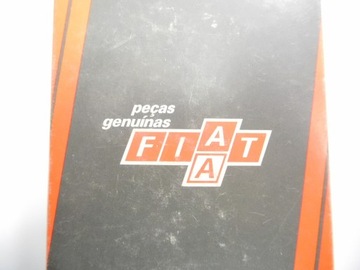 peças
genuínas
FIAT
A
A